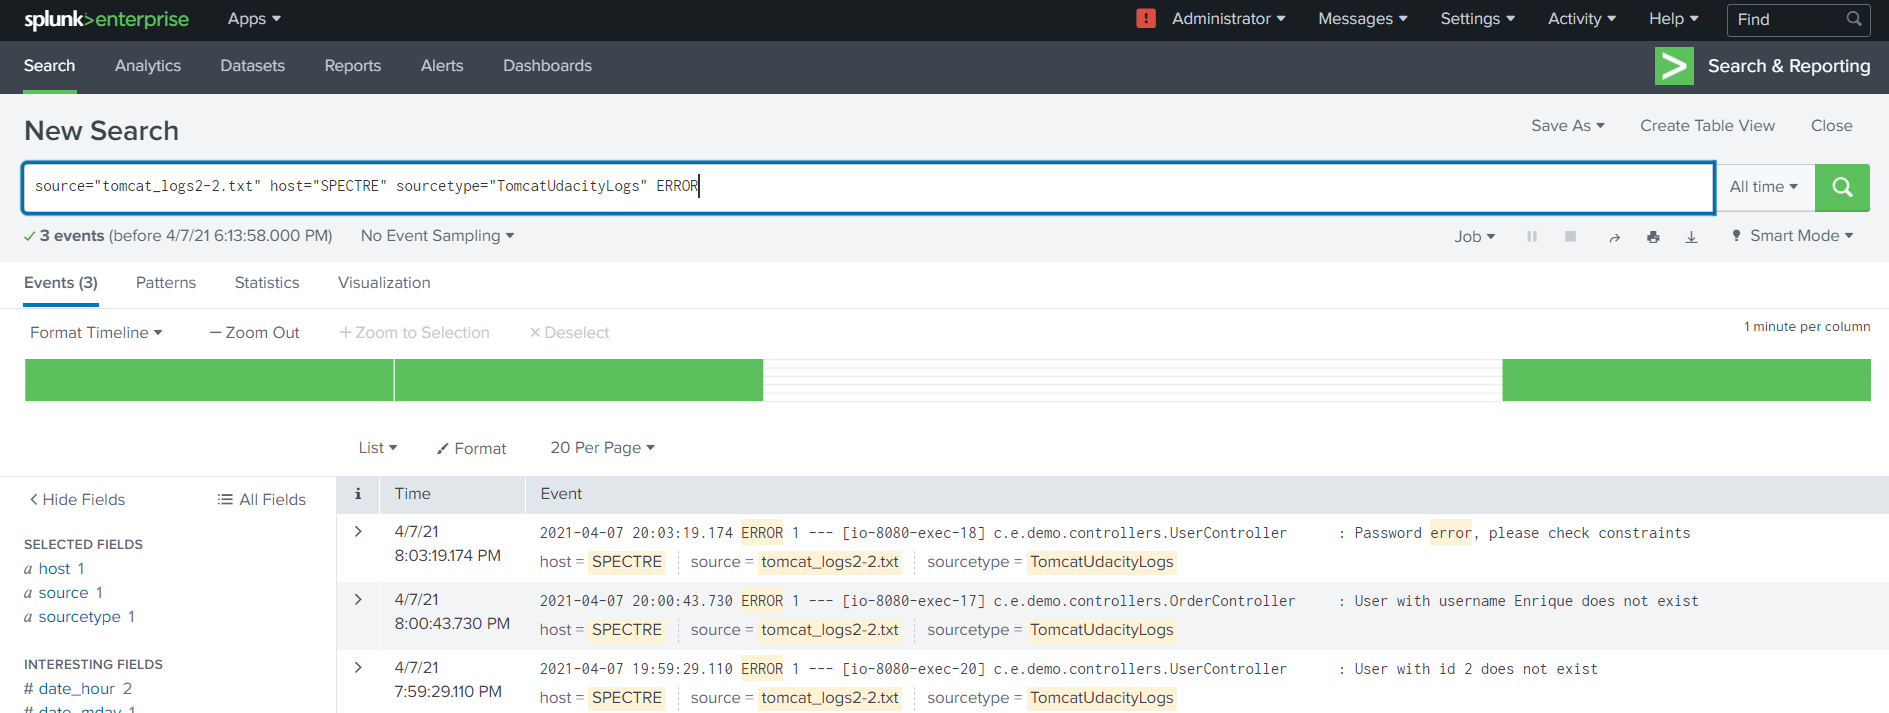 splunk>enterprise Apps ! Administrator Messages Settings Activity Help Find
Search Analytics Datasets Reports Alerts Dashboards > Search & Reporting
New Search Save As Create Table View Close
source="tomcat_logs2-2.txt" host="SPECTRE" sourcetype="TomcatUdacityLogs" ERROR All time
3 events (before 4/7/21 6:13:58.000 PM) No Event Sampling Job Smart Mode
Events (3) Patterns Statistics Visualization
Format Timeline — Zoom Out + Zoom to Selection × Deselect 1 minute per column
List Format 20 Per Page
< Hide Fields All Fields i Time Event
SELECTED FIELDS
a host 1
a source 1
a sourcetype 1
INTERESTING FIELDS
# date_hour 2
# date_mday 1
> 4/7/21 2021-04-07 20:03:19.174 ERROR 1 --- [io-8080-exec-18] c.e.demo.controllers.UserController : Password error, please check constraints
8:03:19.174 PM host = SPECTRE source = tomcat_logs2-2.txt sourcetype = TomcatUdacityLogs
> 4/7/21 2021-04-07 20:00:43.730 ERROR 1 --- [io-8080-exec-17] c.e.demo.controllers.OrderController : User with username Enrique does not exist
8:00:43.730 PM host = SPECTRE source = tomcat_logs2-2.txt sourcetype = TomcatUdacityLogs
> 4/7/21 2021-04-07 19:59:29.110 ERROR 1 --- [io-8080-exec-20] c.e.demo.controllers.UserController : User with id 2 does not exist
7:59:29.110 PM host = SPECTRE source = tomcat_logs2-2.txt sourcetype = TomcatUdacityLogs